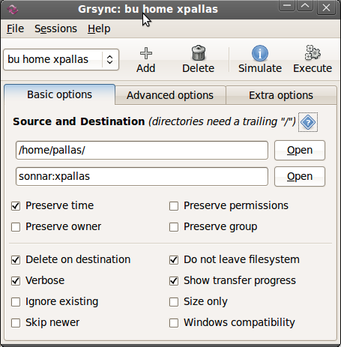 Grsync: bu home xpallas
File Sessions Help
bu home xpallas Add Delete Simulate Execute
Basic options Advanced options Extra options
Source and Destination (directories need a trailing "/")
/home/pallas/ Open
sonnar:xpallas Open
Preserve time Preserve permissions
Preserve owner Preserve group
Delete on destination Do not leave filesystem
Verbose Show transfer progress
Ignore existing Size only
Skip newer Windows compatibility